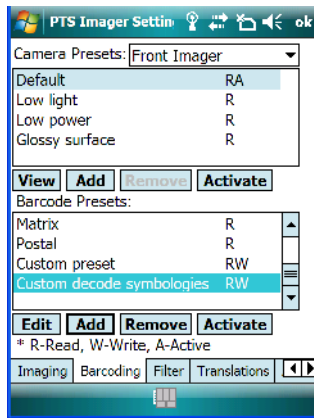 PTS Imager Settin ok
Camera Presets: Front Imager
Default RA
Low light R
Low power R
Glossy surface R
View Add Remove Activate
Barcode Presets:
Matrix R
Postal R
Custom preset RW
Custom decode symbologies RW
Edit Add Remove Activate
* R-Read, W-Write, A-Active
Imaging Barcoding Filter Translations